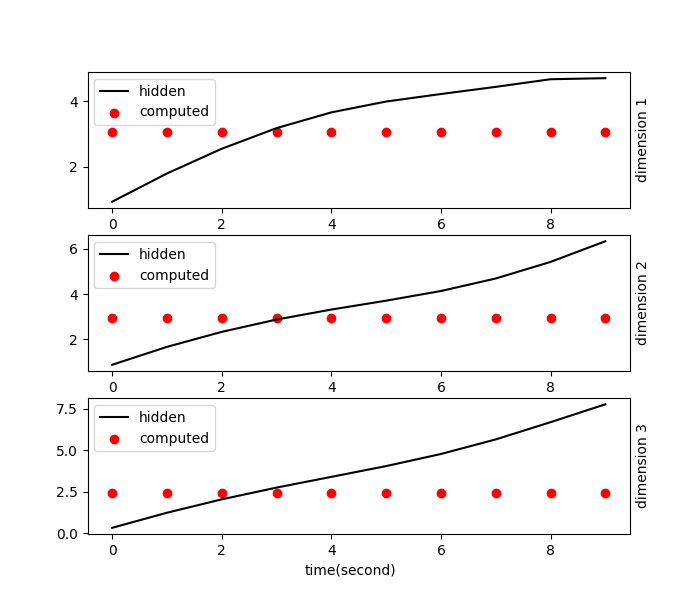 hidden
computed
4
2
0 2 4 6 8
dimension 1
hidden
computed
6
4
2
0 2 4 6 8
dimension 2
hidden
computed
7.5
5.0
2.5
0.0
0 2 4 6 8
dimension 3
time(second)